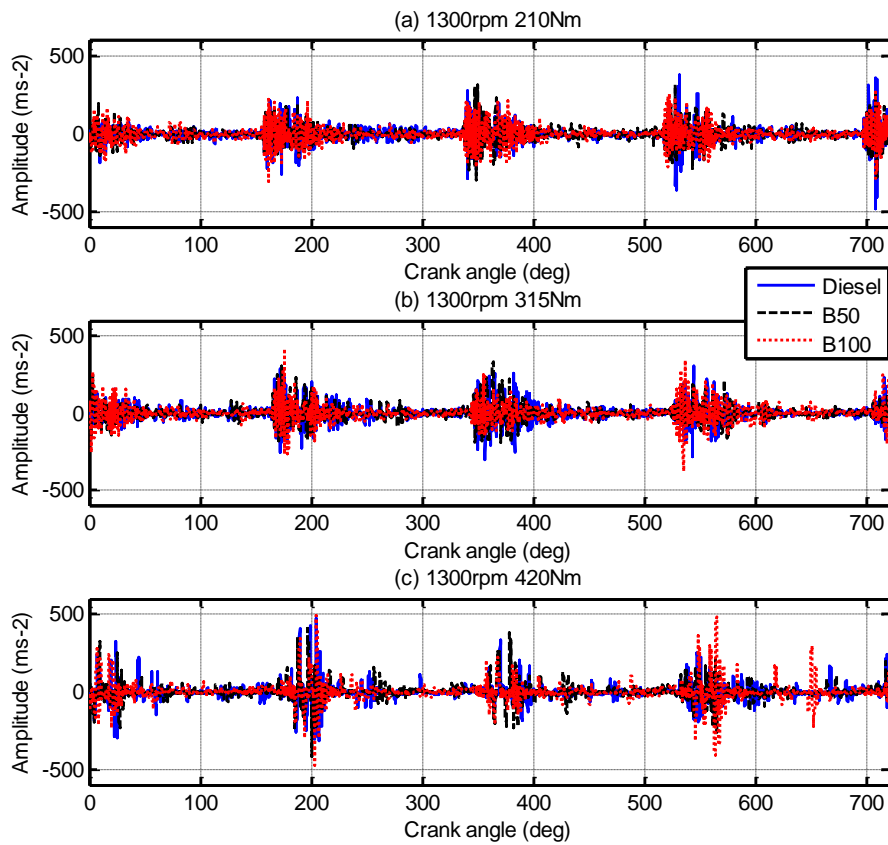 (a) 1300rpm 210Nm
500
0
-500
Amplitude (ms-2)
0 100 200 300 400 500 600 700
Crank angle (deg)
Diesel
B50
B100
(b) 1300rpm 315Nm
500
0
-500
Amplitude (ms-2)
0 100 200 300 400 500 600 700
Crank angle (deg)
(c) 1300rpm 420Nm
500
0
-500
Amplitude (ms-2)
0 100 200 300 400 500 600 700
Crank angle (deg)